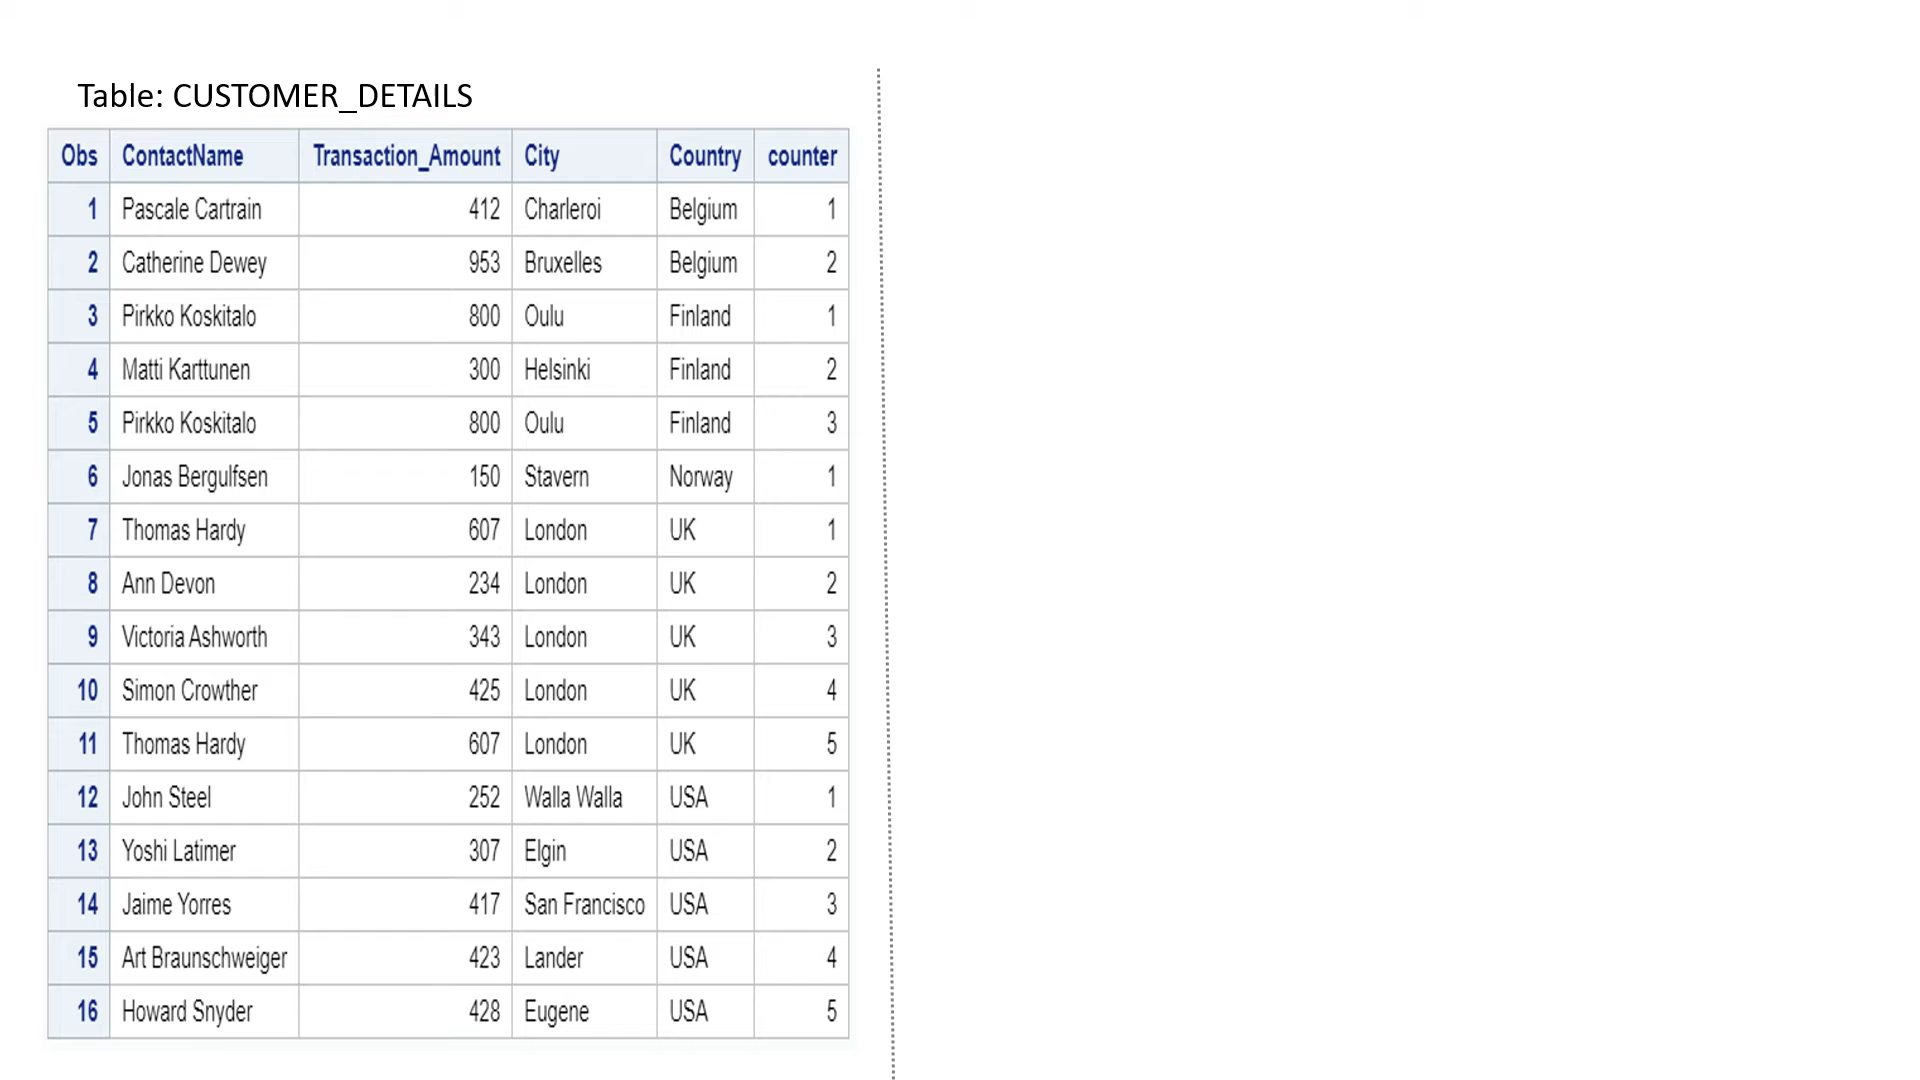 Table: CUSTOMER_DETAILS
Obs ContactName Transaction_Amount City Country counter
1 Pascale Cartrain 412 Charleroi Belgium 1
2 Catherine Dewey 953 Bruxelles Belgium 2
3 Pirkko Koskitalo 800 Oulu Finland 1
4 Matti Karttunen 300 Helsinki Finland 2
5 Pirkko Koskitalo 800 Oulu Finland 3
6 Jonas Bergulfsen 150 Stavern Norway 1
7 Thomas Hardy 607 London UK 1
8 Ann Devon 234 London UK 2
9 Victoria Ashworth 343 London UK 3
10 Simon Crowther 425 London UK 4
11 Thomas Hardy 607 London UK 5
12 John Steel 252 Walla Walla USA 1
13 Yoshi Latimer 307 Elgin USA 2
14 Jaime Yorres 417 San Francisco USA 3
15 Art Braunschweiger 423 Lander USA 4
16 Howard Snyder 428 Eugene USA 5